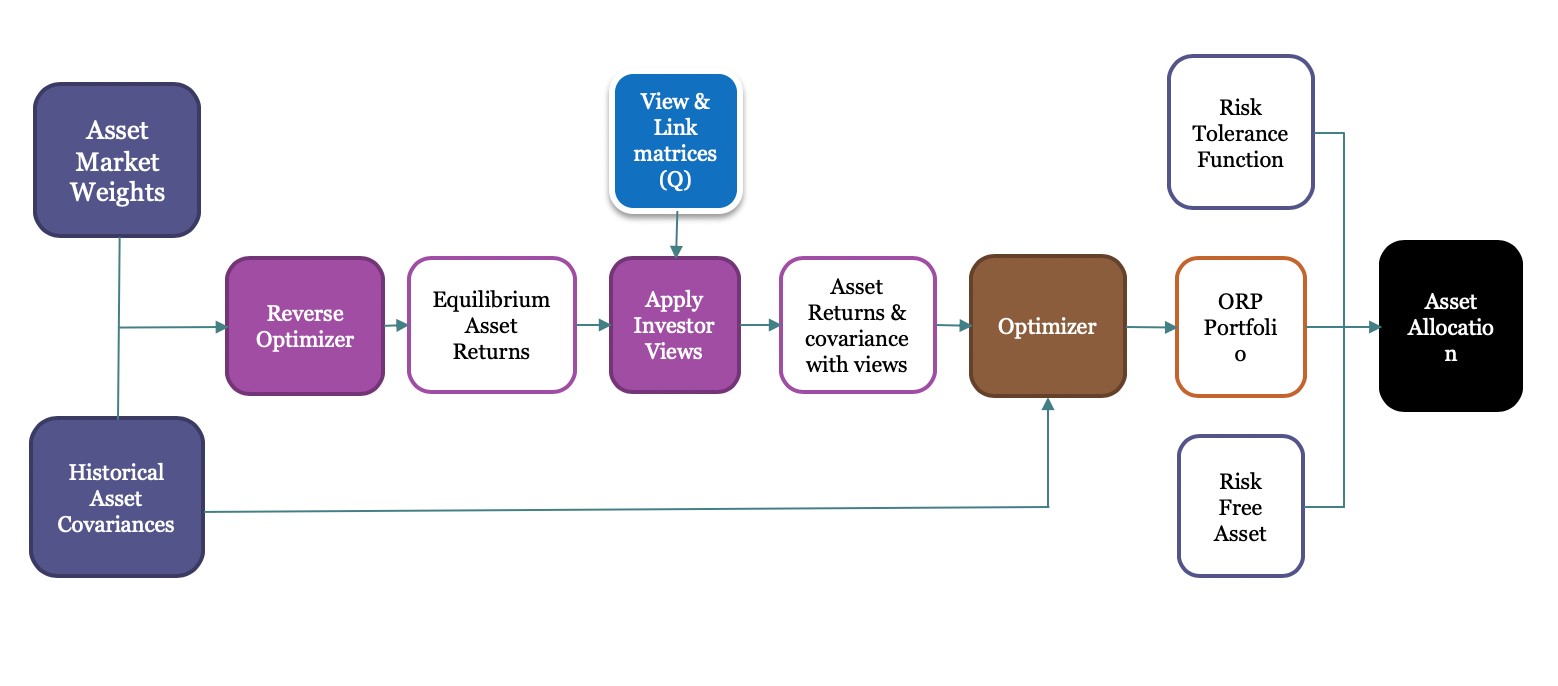 Asset
Market
Weights
View &
Link
matrices
(Q)
Risk
Tolerance
Function
Reverse
Optimizer
Equilibrium
Asset
Returns
Apply
Investor
Views
Asset
Returns &
covariance
with views
Optimizer
ORP
Portfoli
o
Asset
Allocatio
n
Historical
Asset
Covariances
Risk
Free
Asset